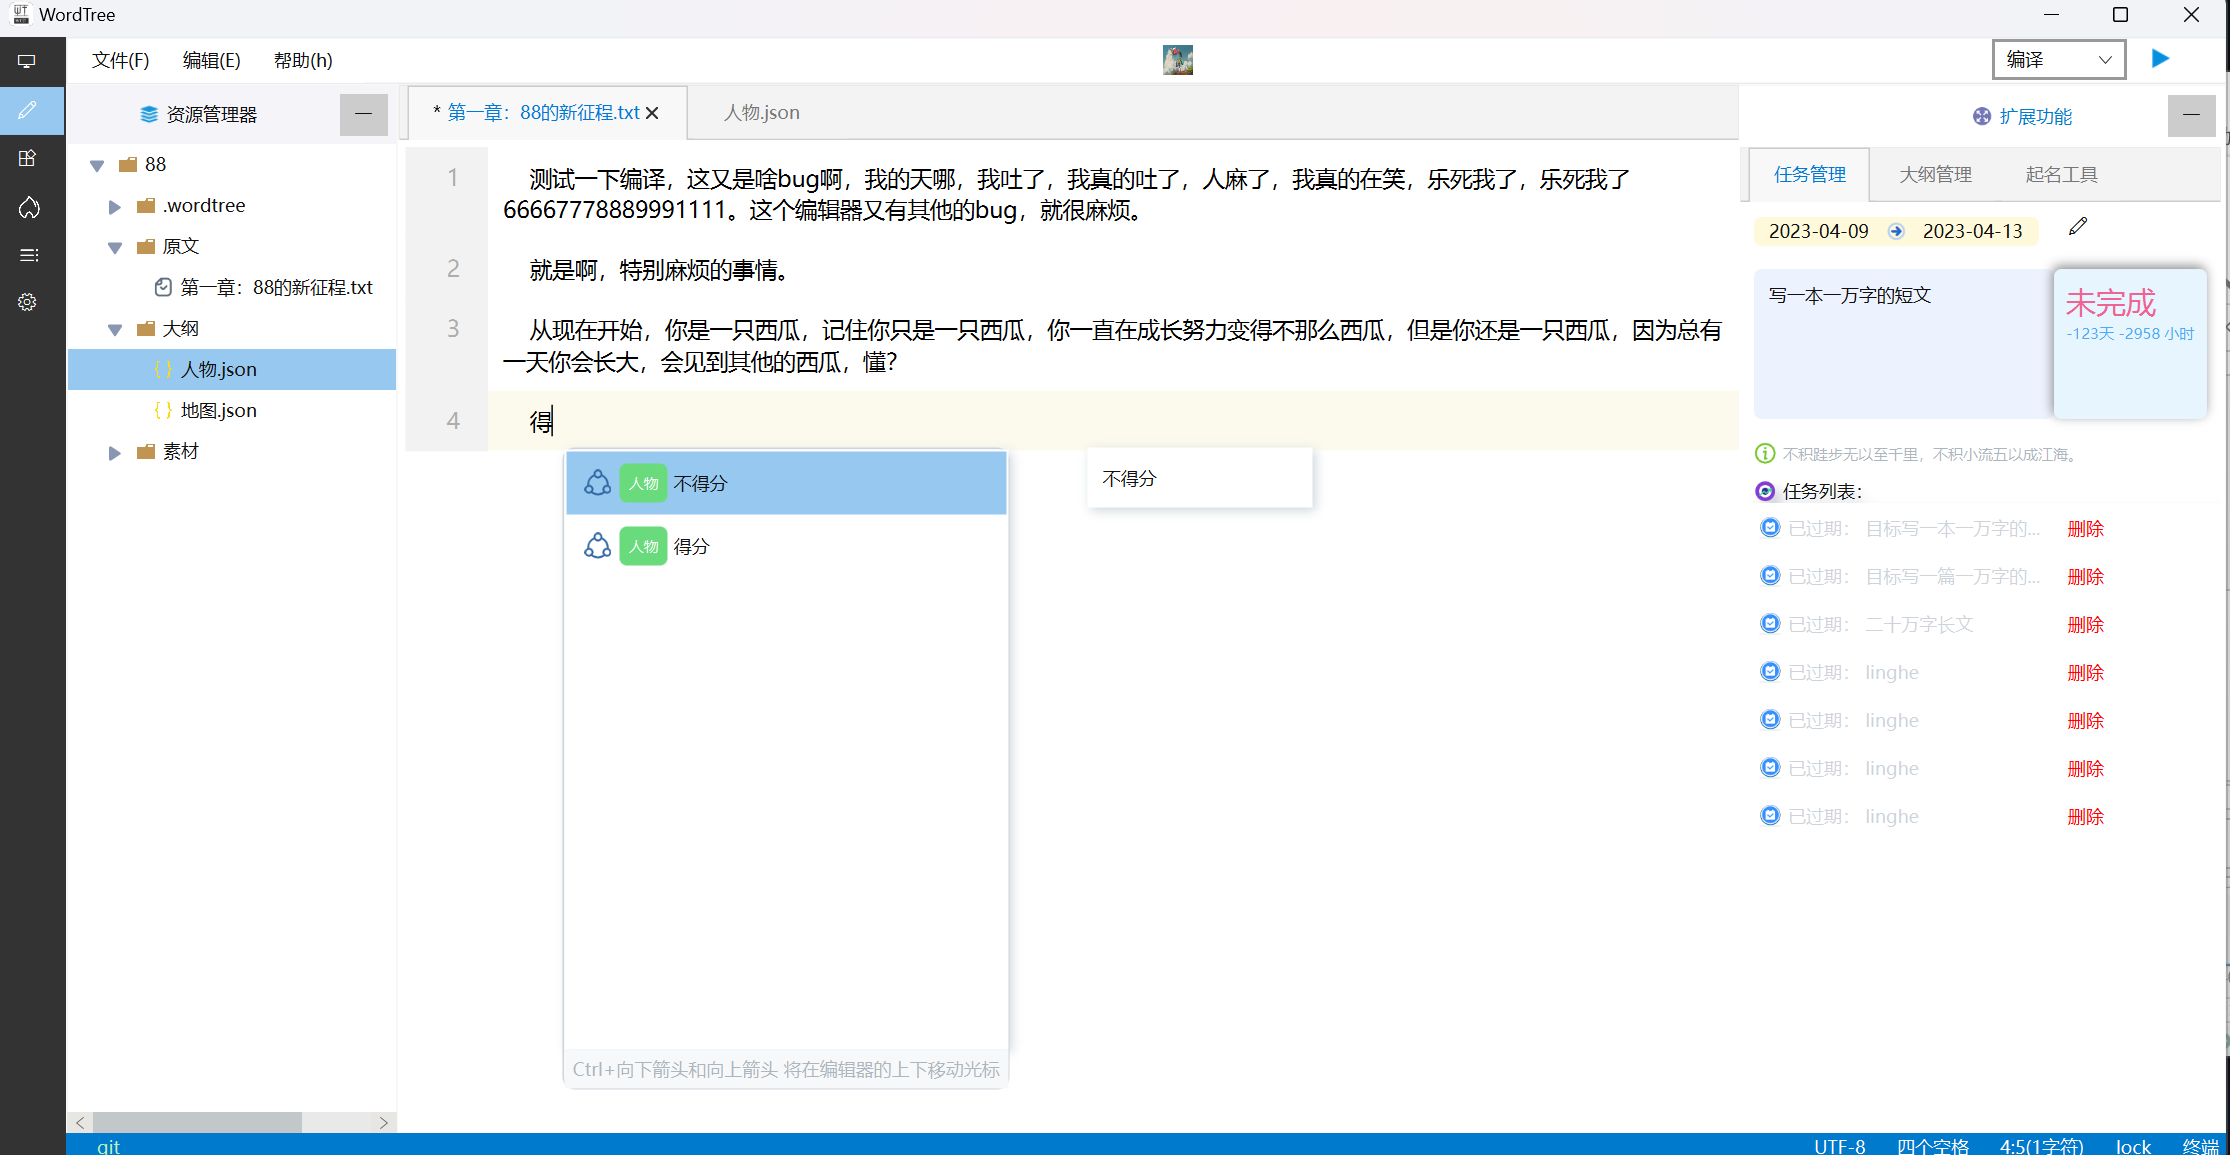 WordTree
文件(F) 编辑(E) 帮助(h) 编译
资源管理器
88
.wordtree
原文
第一章：88的新征程.txt
大纲
人物.json
地图.json
素材
* 第一章：88的新征程.txt 人物.json
1 测试一下编译，这又是啥bug啊，我的天哪，我吐了，我真的吐了，人麻了，我真的在笑，乐死我了，乐死我了
66667778889991111。这个编辑器又有其他的bug，就很麻烦。
2 就是啊，特别麻烦的事情。
3 从现在开始，你是一只西瓜，记住你只是一只西瓜，你一直在成长努力变得不那么西瓜，但是你还是一只西瓜，因为总有
一天你会长大，会见到其他的西瓜，懂？
4 得
人物 不得分
人物 得分
Ctrl+向下箭头和向上箭头 将在编辑器的上下移动光标
不得分
扩展功能
任务管理 大纲管理 起名工具
2023-04-09 2023-04-13
写一本一万字的短文
未完成
-123天 -2958 小时
不积跬步无以至千里，不积小流五以成江海。
任务列表：
已过期： 目标写一本一万字的... 删除
已过期： 目标写一篇一万字的... 删除
已过期： 二十万字长文 删除
已过期： linghe 删除
已过期： linghe 删除
已过期： linghe 删除
已过期： linghe 删除
git UTF-8 四个空格 4:5(1字符) lock 终端